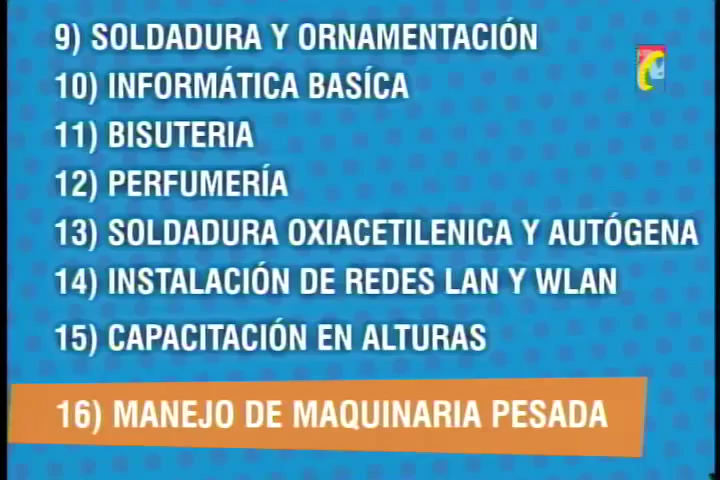 9) SOLDADURA Y ORNAMENTACIÓN
10) INFORMÁTICA BASÍCA
11) BISUTERIA
12) PERFUMERÍA
13) SOLDADURA OXIACETILENICA Y AUTÓGENA
14) INSTALACIÓN DE REDES LAN Y WLAN
15) CAPACITACIÓN EN ALTURAS
16) MANEJO DE MAQUINARIA PESADA